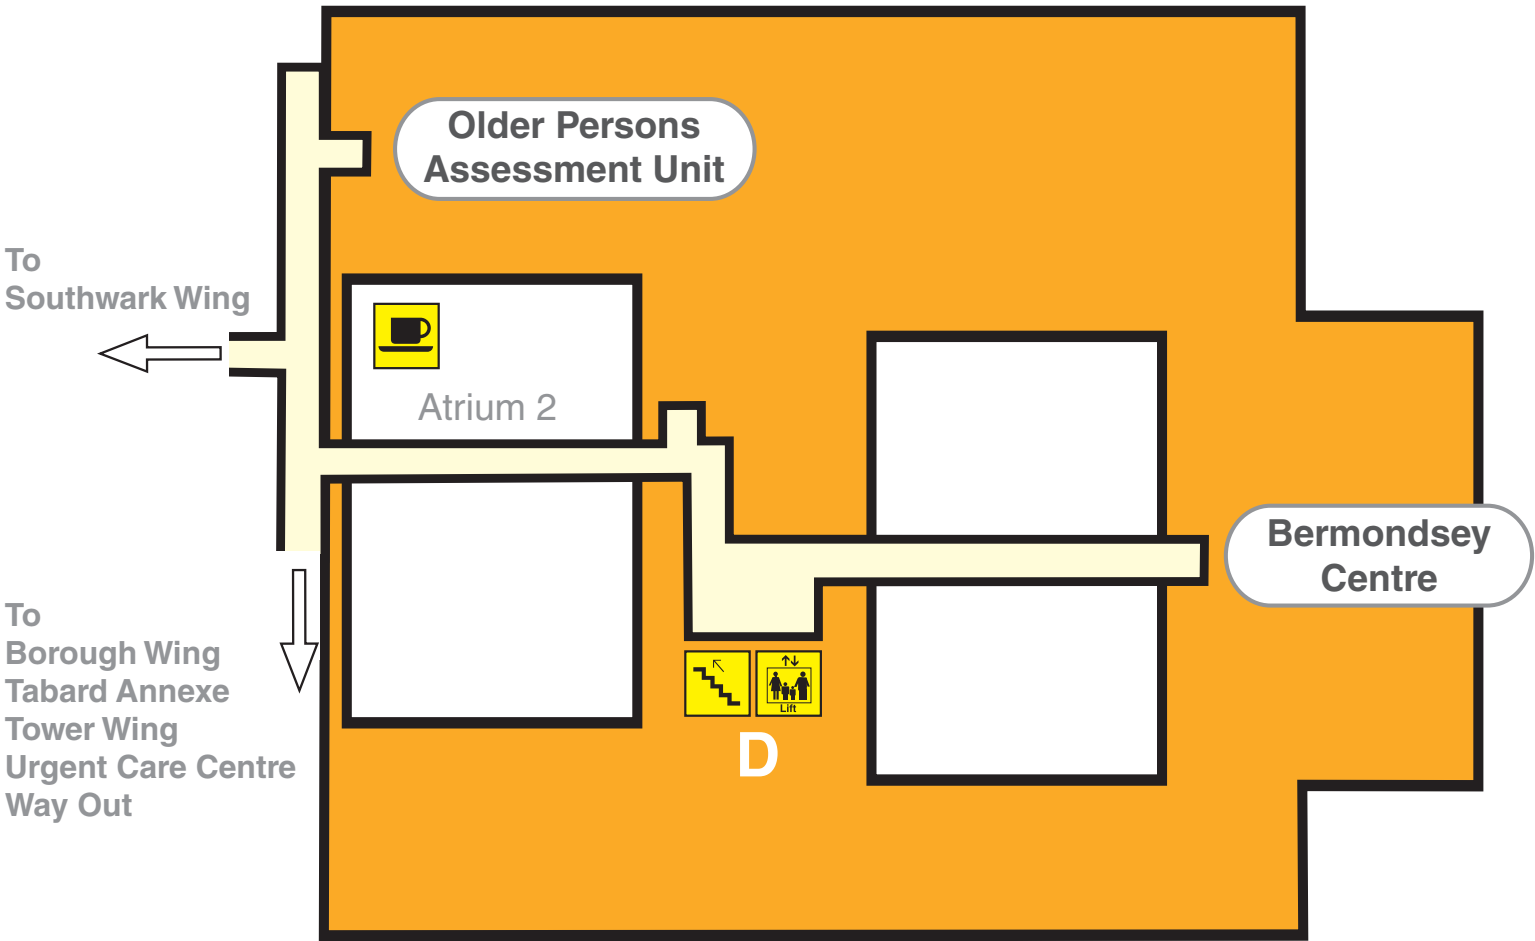 Older Persons
Assessment Unit
To
Southwark Wing
Atrium 2
Bermondsey
Centre
To
Borough Wing
Tabard Annexe
Tower Wing
Urgent Care Centre
Way Out
Lift
D